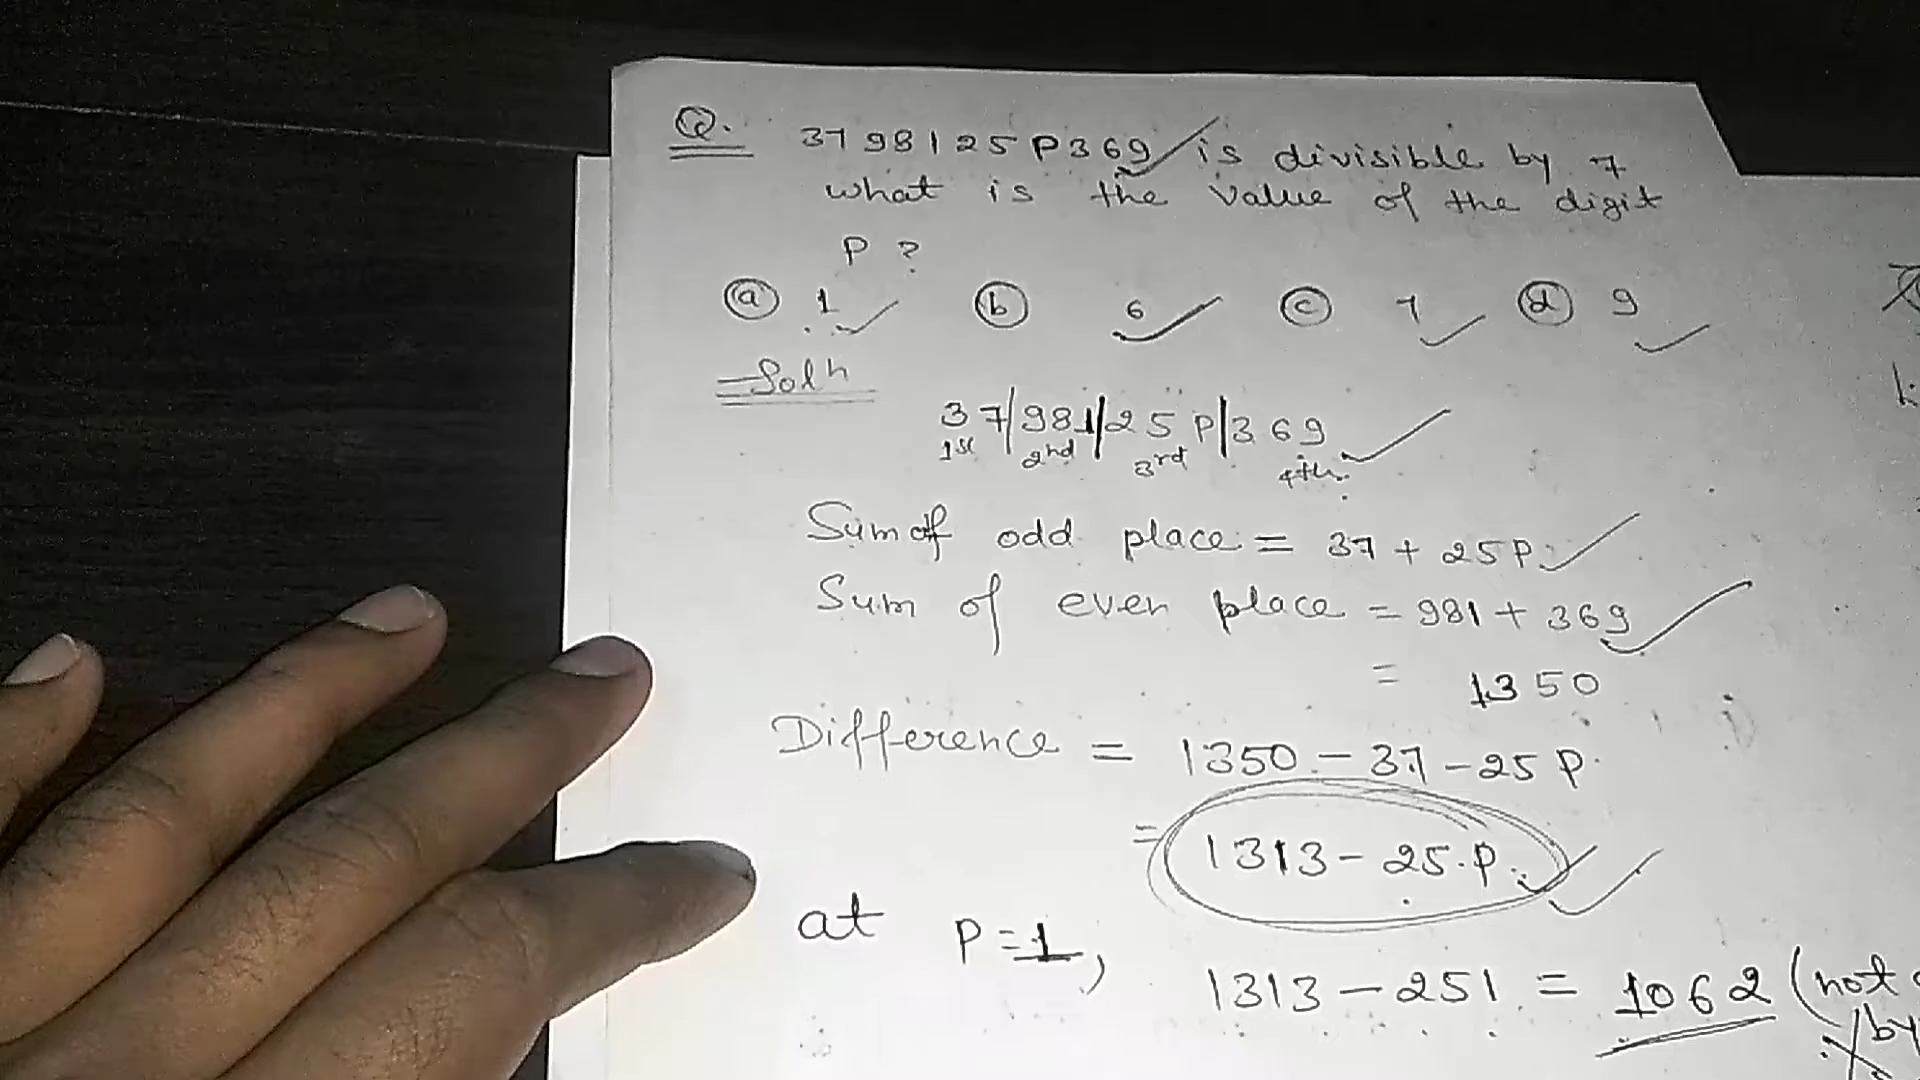 Q. 3798125P369 is divisible by 7
what is the value of the digit
P ?
(a) 1 (b) 6 (c) 7 (d) 9
Soln
37/981/25P/369
1st 2nd 3rd 4th
Sum of odd place = 37 + 25P
Sum of even place = 981 + 369
= 1350
Difference = 1350 - 37 - 25P
= 1313 - 25P
at P=1, 1313 - 251 = 1062 (not
by